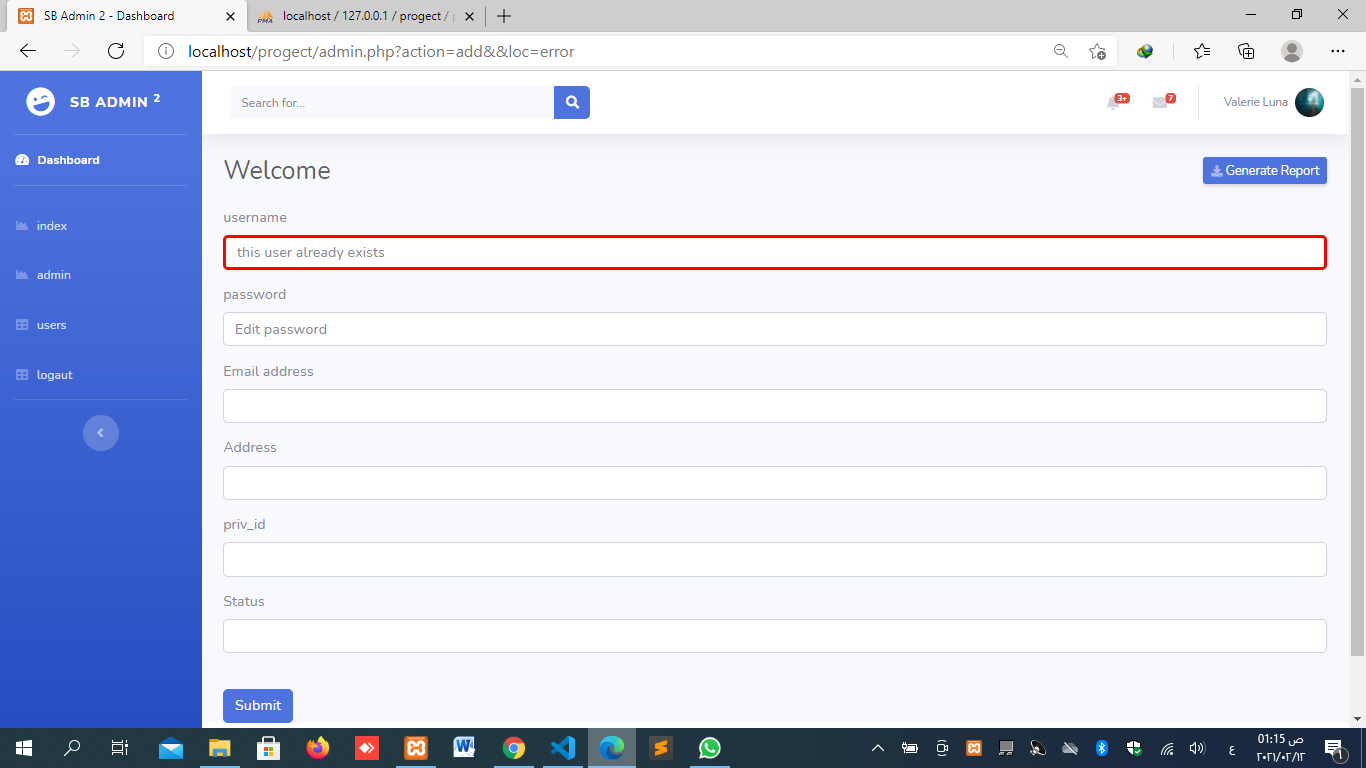 SB Admin 2 - Dashboard
localhost / 127.0.0.1 / progect /
localhost/progect/admin.php?action=add&&loc=error
SB ADMIN 2
Search for...
3+
7
Valerie Luna
Dashboard
Welcome
Generate Report
index
admin
users
logaut
username
this user already exists
password
Edit password
Email address
Address
priv_id
Status
Submit
01:15 ص
٢٠٢١/٠٢/١٢
ع
1